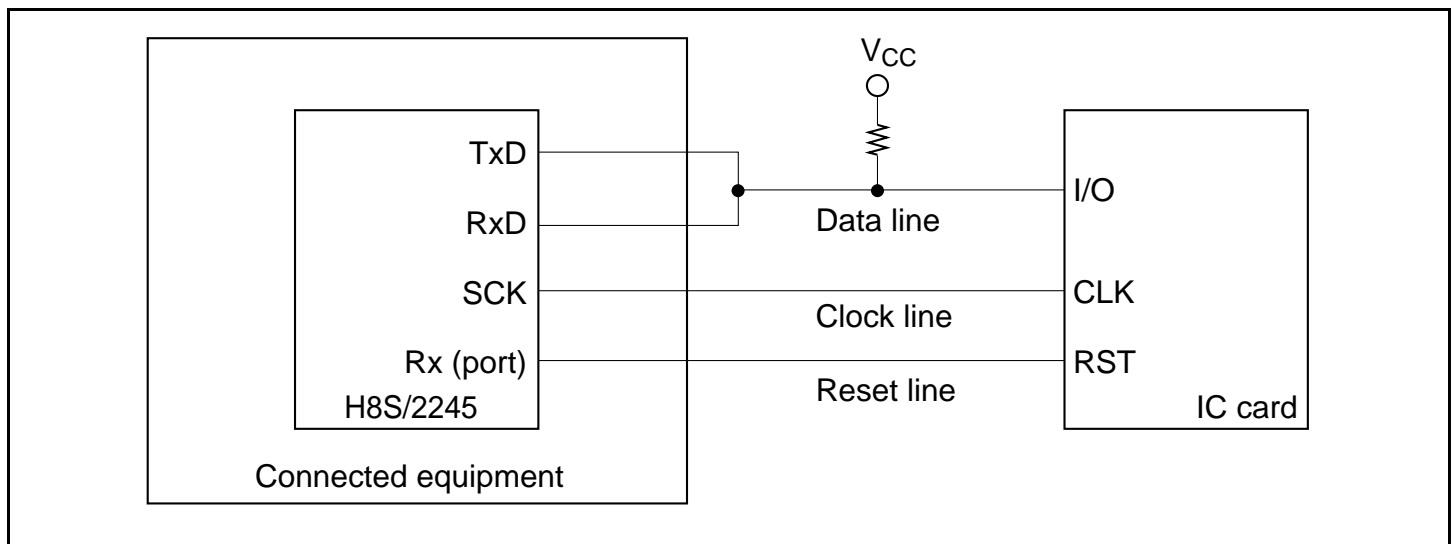 VCC
TxD
I/O
RxD
Data line
SCK
CLK
Clock line
Rx (port)
RST
Reset line
H8S/2245
IC card
Connected equipment